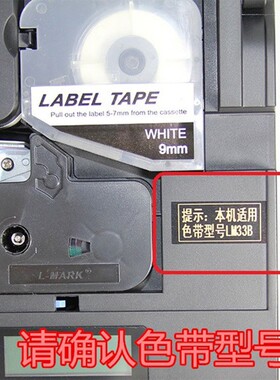 LABEL TAPE
Pull out the label 5-7mm from the cassette
WHITE
9mm
提示：本机适用
色带型号LM33B
L-MARK
请确认色带型号